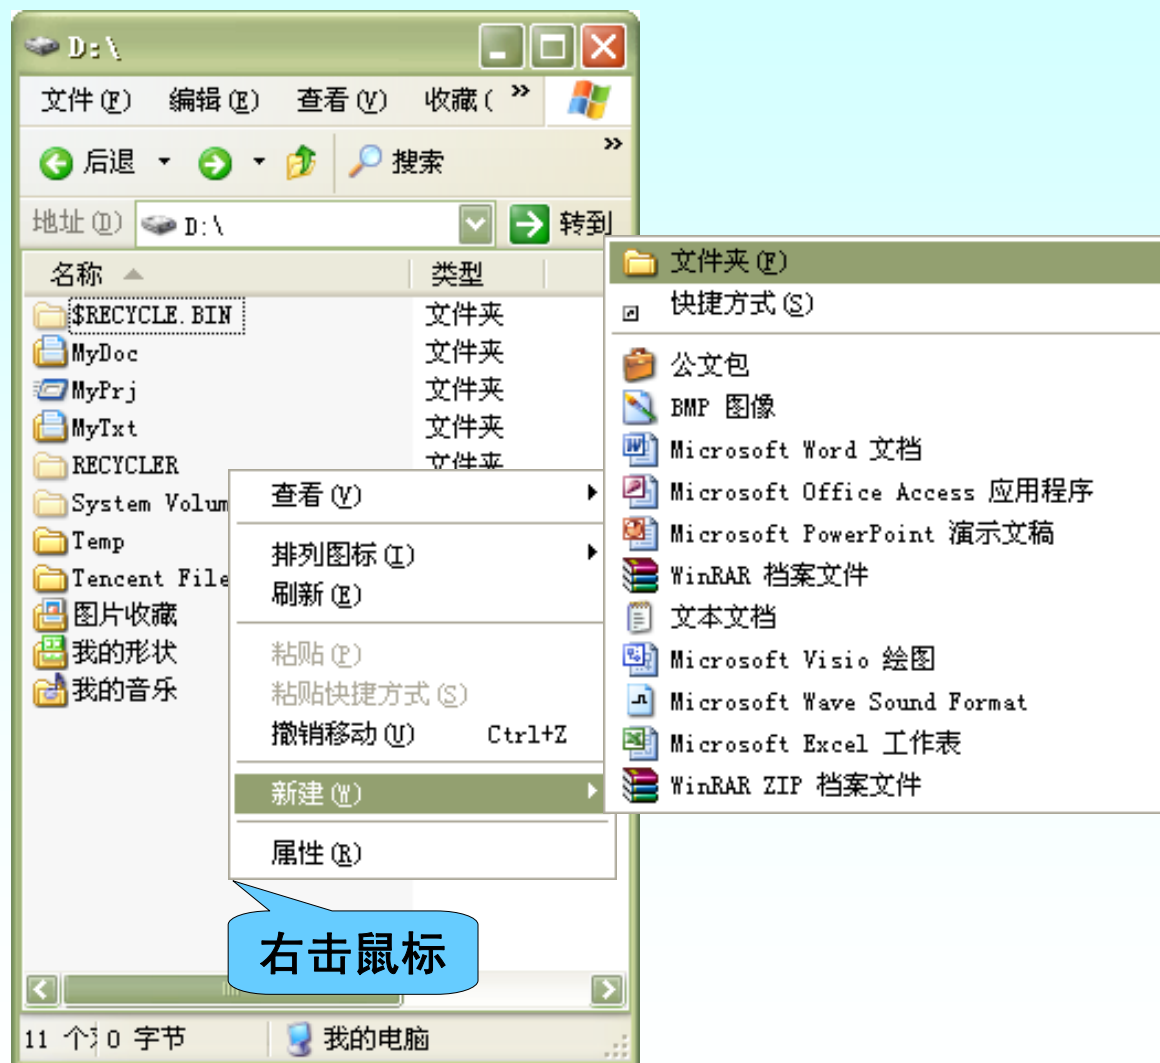 D:\
文件(F) 编辑(E) 查看(V) 收藏( »
后退 搜索 »
地址(D) D:\ 转到
名称 类型
$RECYCLE.BIN 文件夹
MyDoc 文件夹
MyPrj 文件夹
MyTxt 文件夹
RECYCLER 文件夹
System Volum
Temp
Tencent File
图片收藏
我的形状
我的音乐
查看(V)
排列图标(I)
刷新(E)
粘贴(P)
粘贴快捷方式(S)
撤销移动(U) Ctrl+Z
新建(W)
属性(R)
文件夹(F)
快捷方式(S)
公文包
BMP 图像
Microsoft Word 文档
Microsoft Office Access 应用程序
Microsoft PowerPoint 演示文稿
WinRAR 档案文件
文本文档
Microsoft Visio 绘图
Microsoft Wave Sound Format
Microsoft Excel 工作表
WinRAR ZIP 档案文件
右击鼠标
11 个 0 字节 我的电脑